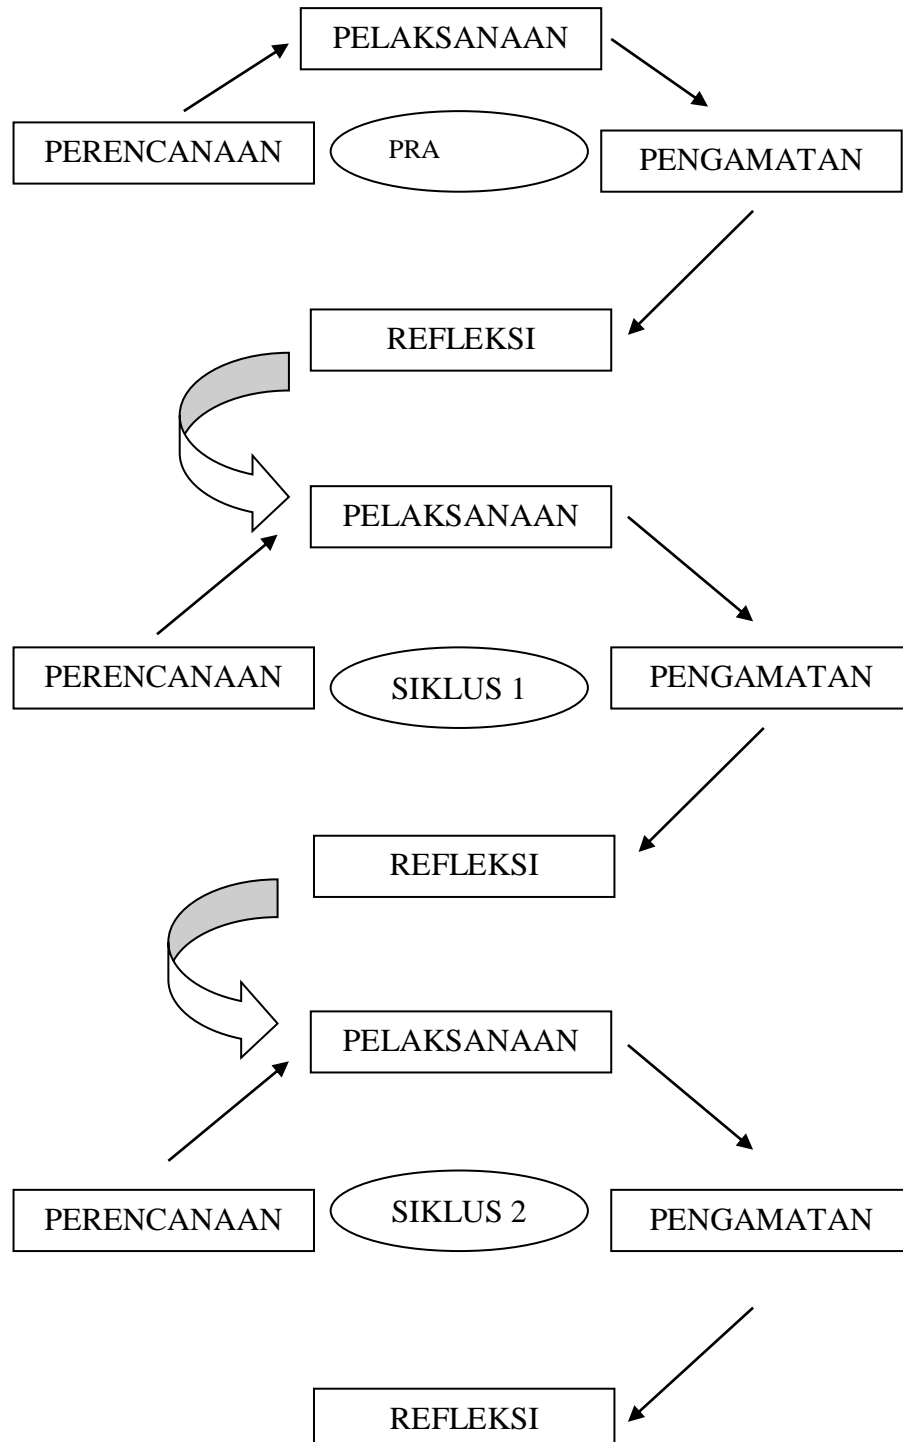 PELAKSANAAN
PERENCANAAN
PRA
PENGAMATAN
REFLEKSI
PELAKSANAAN
PERENCANAAN
SIKLUS 1
PENGAMATAN
REFLEKSI
PELAKSANAAN
PERENCANAAN
SIKLUS 2
PENGAMATAN
REFLEKSI